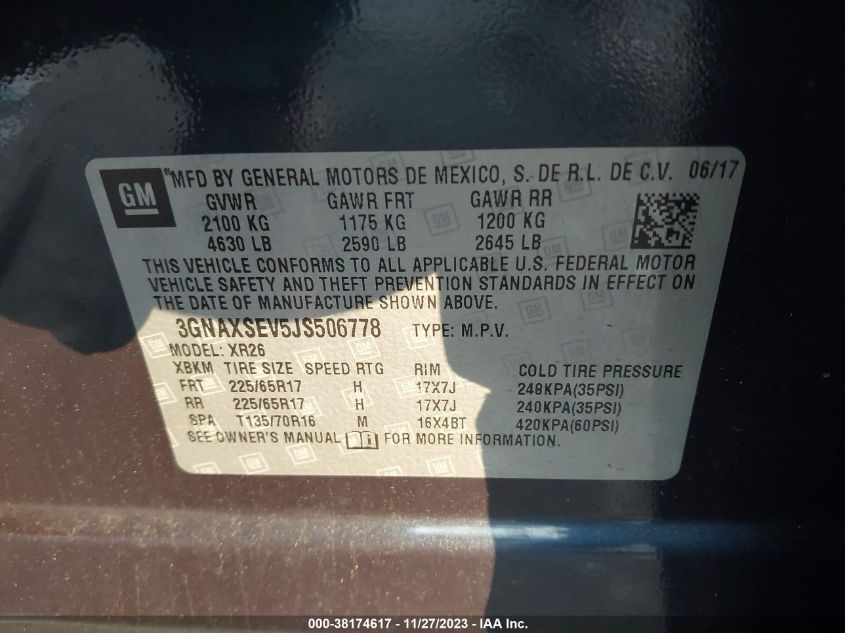 GM
®MFD BY GENERAL MOTORS DE MEXICO, S. DE R.L. DE C.V. 06/17
GVWR GAWR FRT GAWR RR
2100 KG 1175 KG 1200 KG
4630 LB 2590 LB 2645 LB
THIS VEHICLE CONFORMS TO ALL APPLICABLE U.S. FEDERAL MOTOR
VEHICLE SAFETY AND THEFT PREVENTION STANDARDS IN EFFECT ON
THE DATE OF MANUFACTURE SHOWN ABOVE.
3GNAXSEV5JS506778 TYPE: M.P.V.
MODEL: XR26
XBKM TIRE SIZE SPEED RTG RIM COLD TIRE PRESSURE
FRT 225/65R17 H 17X7J 240KPA(35PSI)
RR 225/65R17 H 17X7J 240KPA(35PSI)
SPA T135/70R16 M 16X4BT 420KPA(60PSI)
SEE OWNER'S MANUAL FOR MORE INFORMATION.
000-38174617 - 11/27/2023 - IAA Inc.